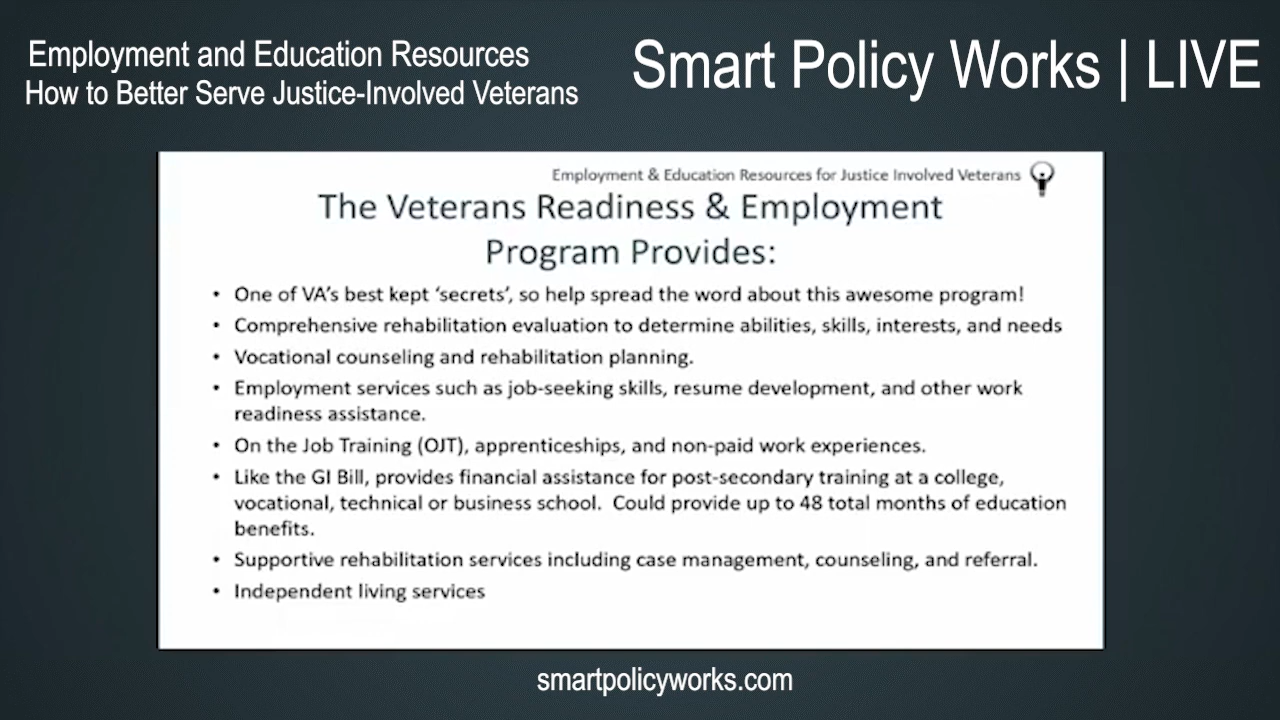 Employment and Education Resources
How to Better Serve Justice-Involved Veterans
Smart Policy Works | LIVE
Employment & Education Resources for Justice Involved Veterans
The Veterans Readiness & Employment
Program Provides:
• One of VA's best kept 'secrets', so help spread the word about this awesome program!
• Comprehensive rehabilitation evaluation to determine abilities, skills, interests, and needs
• Vocational counseling and rehabilitation planning.
• Employment services such as job-seeking skills, resume development, and other work
readiness assistance.
• On the Job Training (OJT), apprenticeships, and non-paid work experiences.
• Like the GI Bill, provides financial assistance for post-secondary training at a college,
vocational, technical or business school.  Could provide up to 48 total months of education
benefits.
• Supportive rehabilitation services including case management, counseling, and referral.
• Independent living services
smartpolicyworks.com